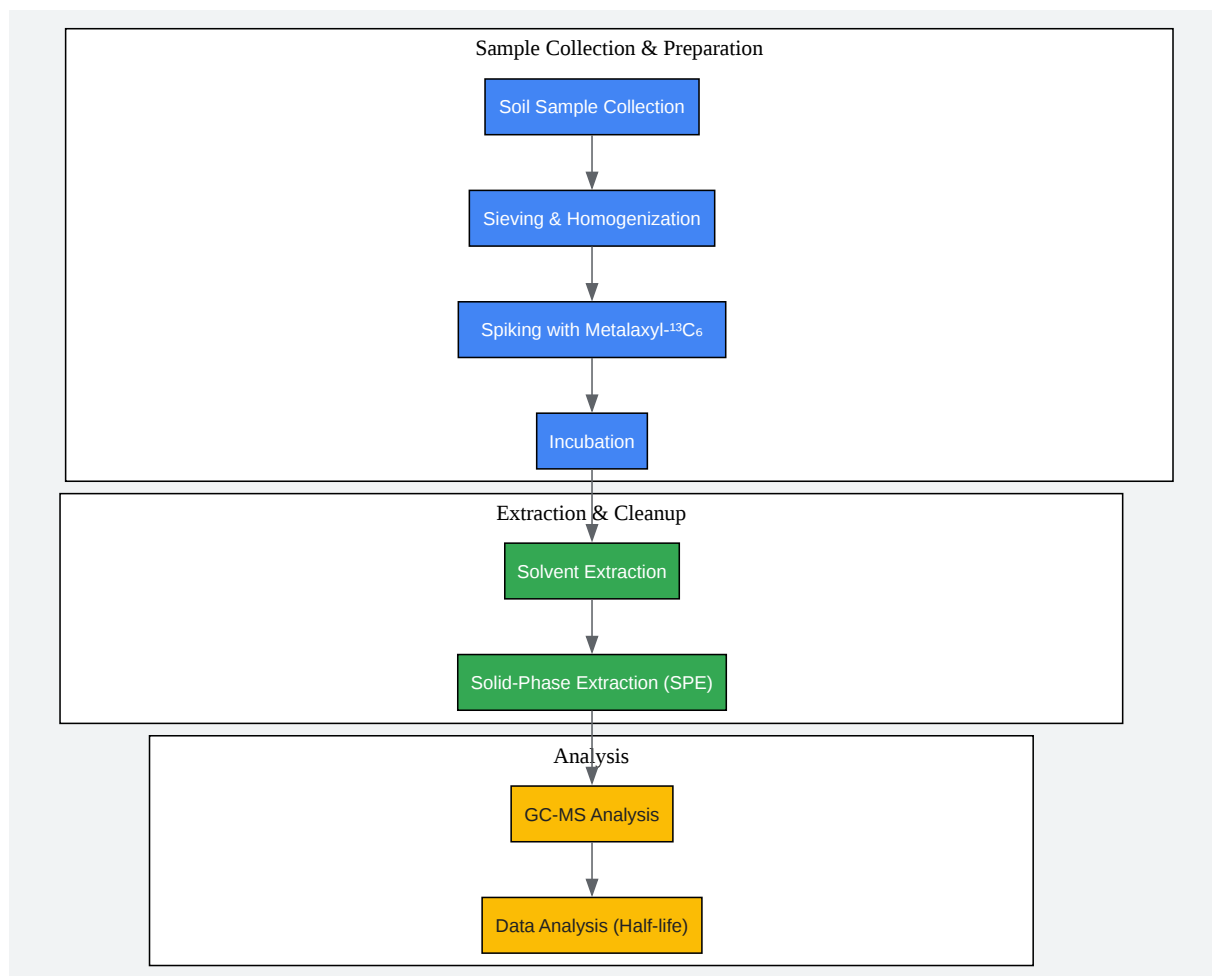 Sample Collection & Preparation
Soil Sample Collection
Sieving & Homogenization
Spiking with Metalaxyl-¹³C₆
Incubation
Extraction & Cleanup
Solvent Extraction
Solid-Phase Extraction (SPE)
Analysis
GC-MS Analysis
Data Analysis (Half-life)